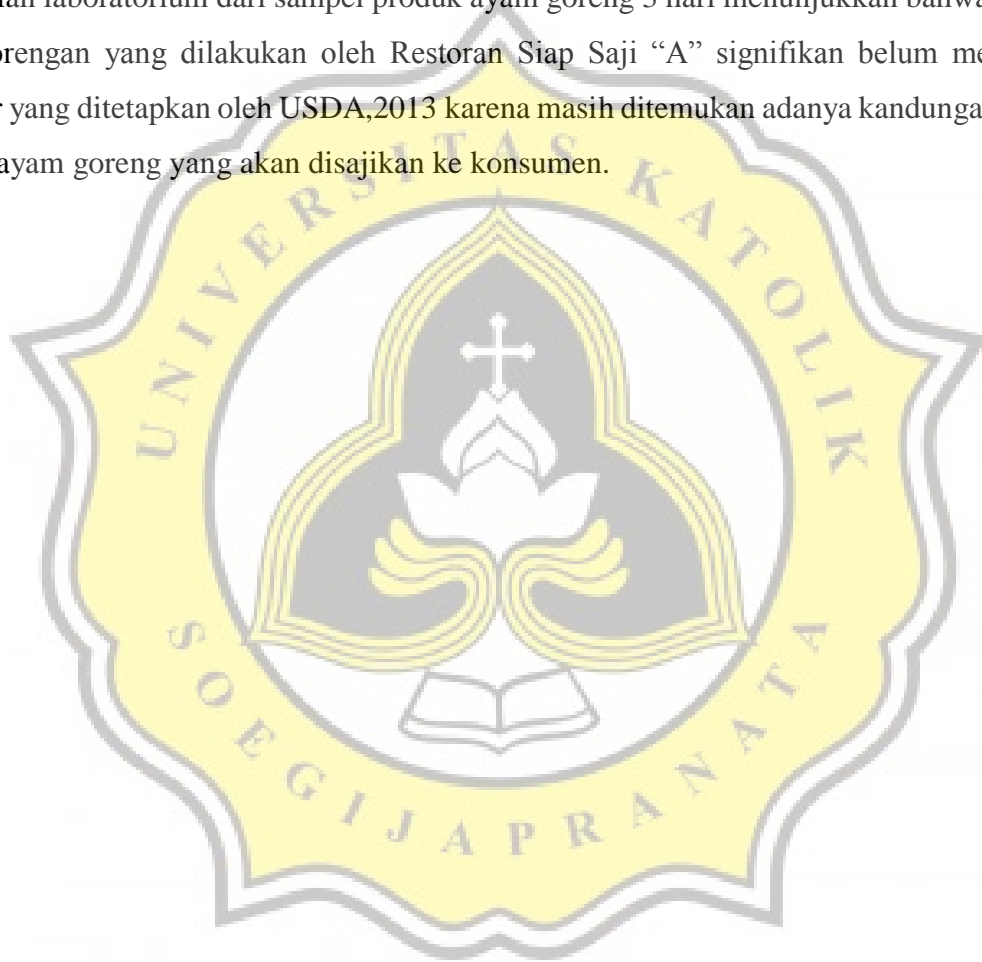 laboratorium dari sampel produk ayam goreng 3 hari menunjukkan bahwa
orengan yang dilakukan oleh Restoran Siap Saji “A” signifikan belum me
r yang ditetapkan oleh USDA,2013 karena masih ditemukan adanya kandunga
ayam goreng yang akan disajikan ke konsumen.
UNIVERSITAS KATOLIK
SOEGIJAPRANATA